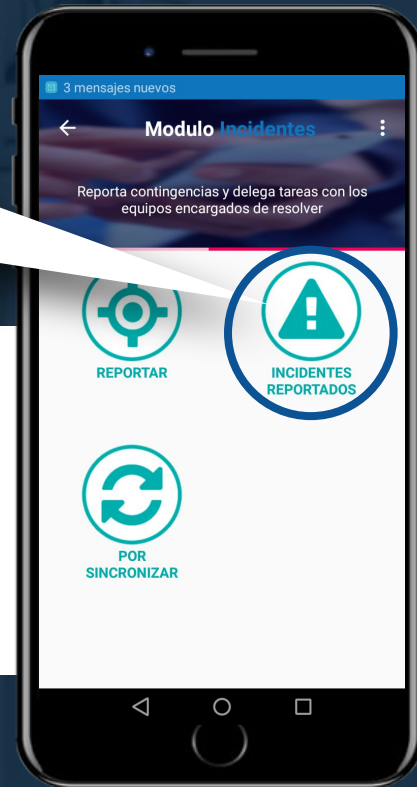 3 mensajes nuevos
Modulo Incidentes
Reporta contingencias y delega tareas con los
equipos encargados de resolver
REPORTAR
INCIDENTES
REPORTADOS
POR
SINCRONIZAR